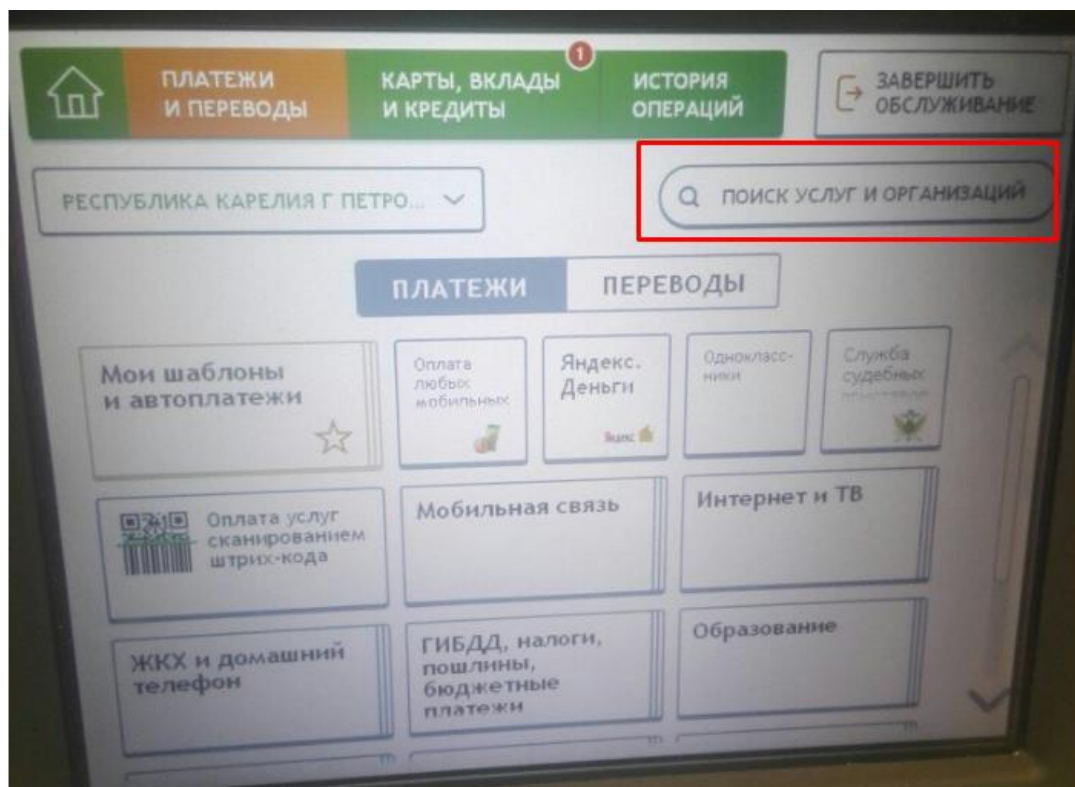 ПЛАТЕЖИ
И ПЕРЕВОДЫ
КАРТЫ, ВКЛАДЫ
И КРЕДИТЫ
1
ИСТОРИЯ
ОПЕРАЦИЙ
ЗАВЕРШИТЬ
ОБСЛУЖИВАНИЕ
РЕСПУБЛИКА КАРЕЛИЯ Г ПЕТРО...
ПОИСК УСЛУГ И ОРГАНИЗАЦИЙ
ПЛАТЕЖИ
ПЕРЕВОДЫ
Мои шаблоны
и автоплатежи
Оплата
любых
мобильных
Яндекс.
Деньги
Яндекс
Однокласс-
ники
Служба
судебных
Оплата услуг
сканированием
штрих-кода
Мобильная связь
Интернет и ТВ
ЖКХ и домашний
телефон
ГИБДД, налоги,
пошлины,
бюджетные
платежи
Образование